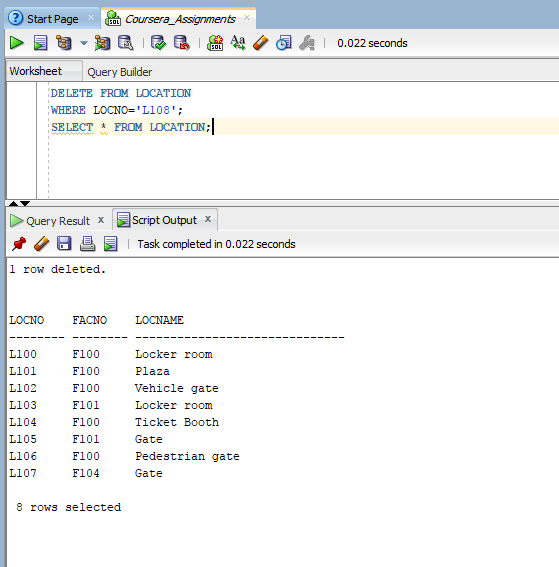 Start Page × Coursera_Assignments ×
0.022 seconds
Worksheet Query Builder
DELETE FROM LOCATION
WHERE LOCNO='L108';
SELECT * FROM LOCATION;
Query Result × Script Output ×
Task completed in 0.022 seconds
1 row deleted.
LOCNO FACNO LOCNAME
-------- -------- ------------------------------
L100 F100 Locker room
L101 F100 Plaza
L102 F100 Vehicle gate
L103 F101 Locker room
L104 F100 Ticket Booth
L105 F101 Gate
L106 F100 Pedestrian gate
L107 F104 Gate
8 rows selected